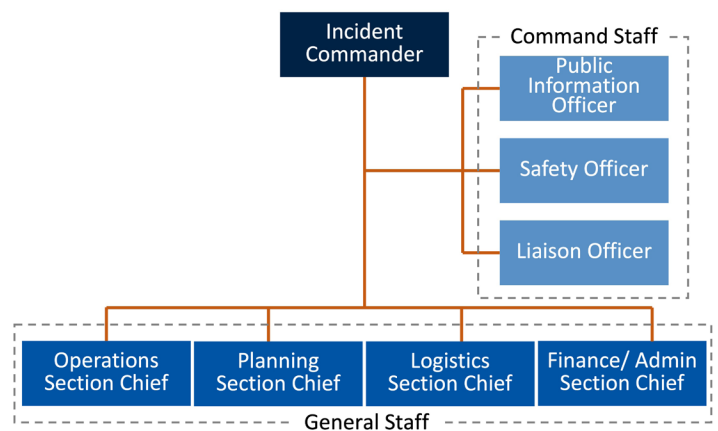 Incident
Commander
Command Staff
Public
Information
Officer
Safety Officer
Liaison Officer
Operations
Section Chief
Planning
Section Chief
Logistics
Section Chief
Finance/ Admin
Section Chief
General Staff